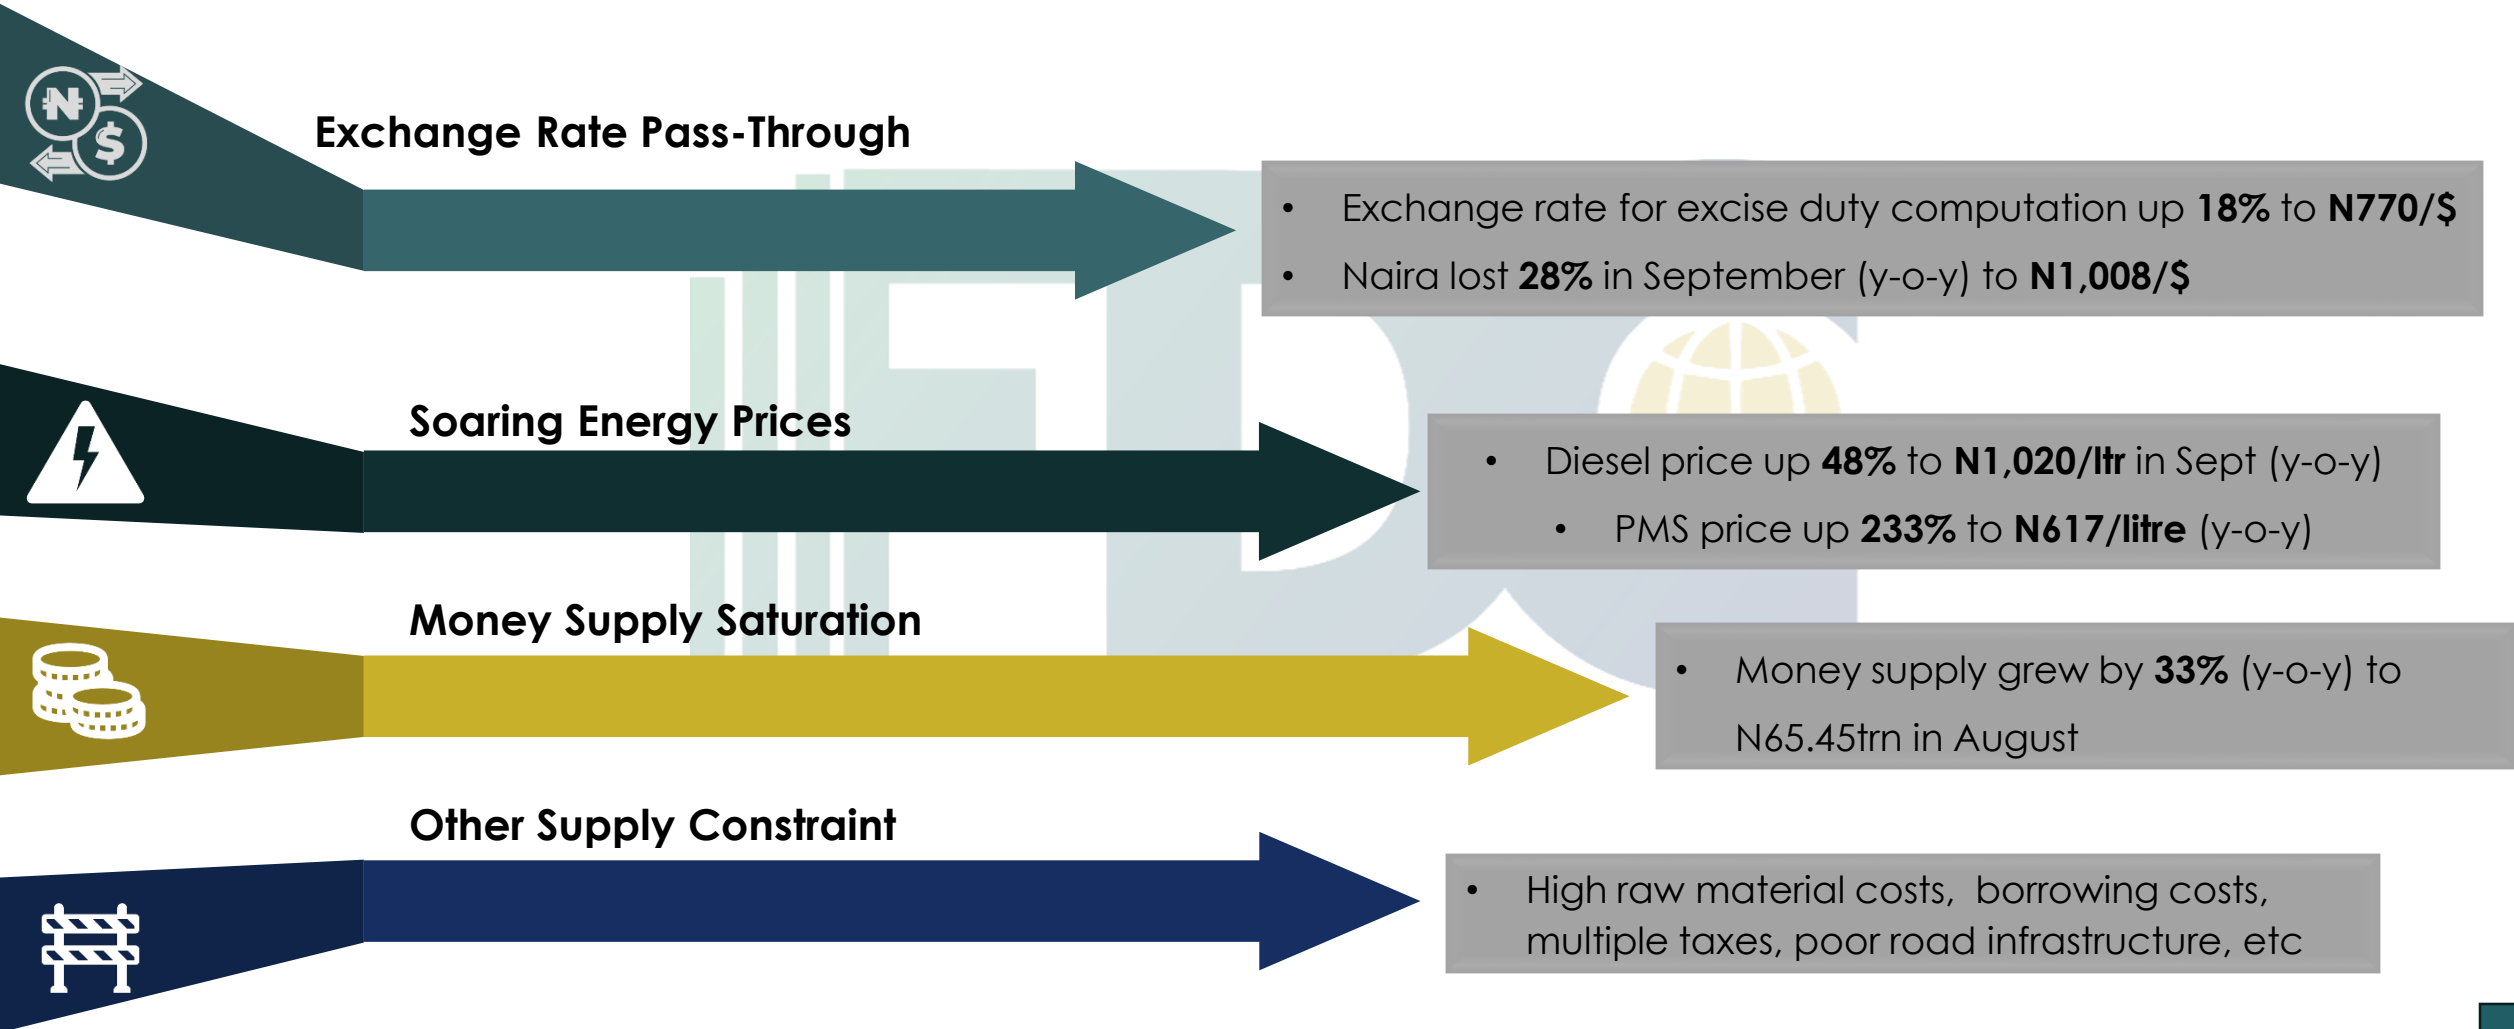 ₦
$
Exchange Rate Pass-Through
• Exchange rate for excise duty computation up 18% to N770/$
• Naira lost 28% in September (y-o-y) to N1,008/$
Soaring Energy Prices
• Diesel price up 48% to N1,020/ltr in Sept (y-o-y)
• PMS price up 233% to N617/litre (y-o-y)
Money Supply Saturation
• Money supply grew by 33% (y-o-y) to
N65.45trn in August
Other Supply Constraint
• High raw material costs,  borrowing costs,
multiple taxes, poor road infrastructure, etc
FDC